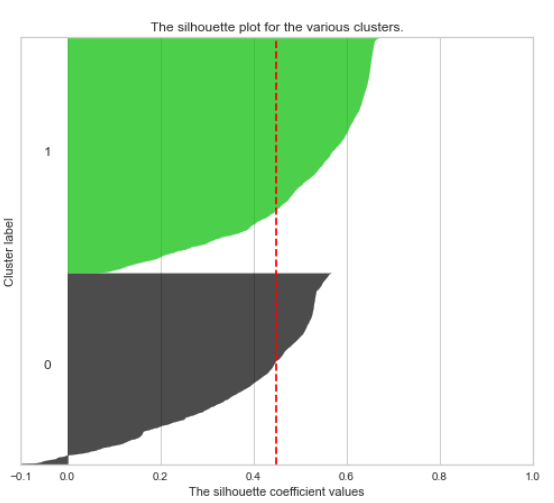 The silhouette plot for the various clusters.
1
0
Cluster label
−0.1 0.0 0.2 0.4 0.6 0.8 1.0
The silhouette coefficient values